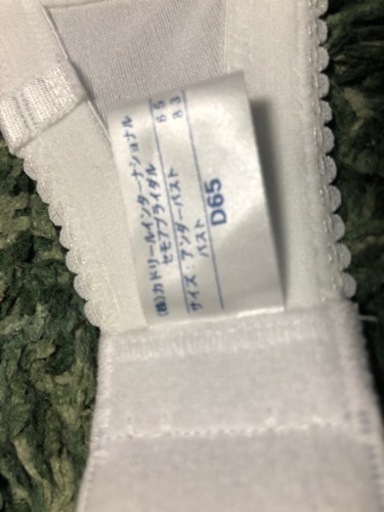 (株)カドリールインターナショナル
セモアブライダル
サイズ：アンダーバスト 65
バスト 83
D65